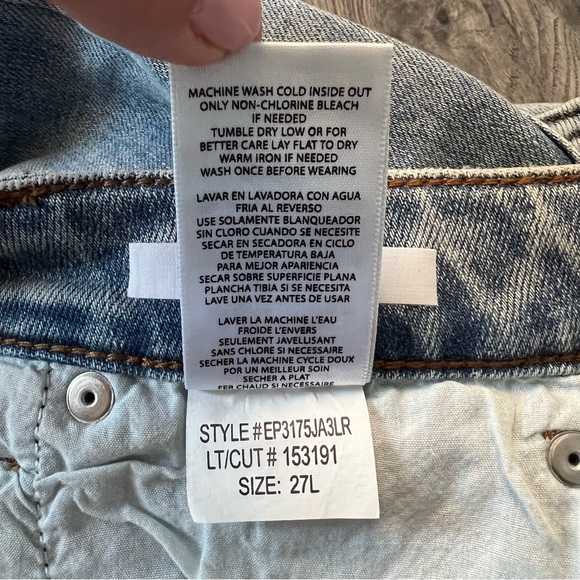 MACHINE WASH COLD INSIDE OUT
ONLY NON-CHLORINE BLEACH
IF NEEDED
TUMBLE DRY LOW OR FOR
BETTER CARE LAY FLAT TO DRY
WARM IRON IF NEEDED
WASH ONCE BEFORE WEARING
LAVAR EN LAVADORA CON AGUA
FRIA AL REVERSO
USE SOLAMENTE BLANQUEADOR
SIN CLORO CUANDO SE NECESITE
SECAR EN SECADORA EN CICLO
DE TEMPERATURA BAJA
PARA MEJOR APARIENCIA
SECAR SOBRE SUPERFICIE PLANA
PLANCHA TIBIA SI SE NECESITA
LAVE UNA VEZ ANTES DE USAR
LAVER LA MACHINE L'EAU
FROIDE L'ENVERS
SEULEMENT JAVELLISANT
SANS CHLORE SI NECESSAIRE
SECHER LA MACHINE CYCLE DOUX
POR UN MEILLEUR SOIN
SECHER A PLAT
FER CHAUD SI NECESSAIRE
STYLE #EP3175JA3LR
LT/CUT # 153191
SIZE: 27L